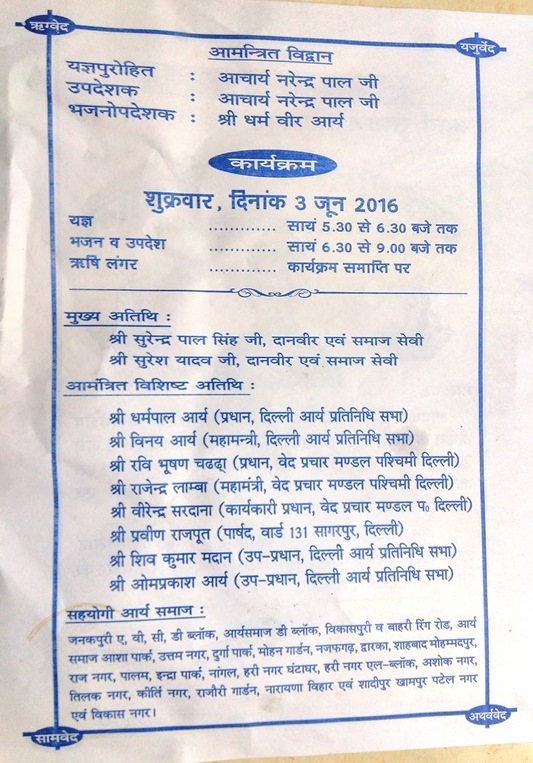 ऋग्वेद
यजुर्वेद
आमन्त्रित विद्वान
यज्ञपुरोहित : आचार्य नरेन्द्र पाल जी
उपदेशक : आचार्य नरेन्द्र पाल जी
भजनोपदेशक : श्री धर्म वीर आर्य
कार्यक्रम
शुक्रवार, दिनांक 3 जून 2016
यज्ञ ............. सायं 5.30 से 6.30 बजे तक
भजन व उपदेश ............. सायं 6.30 से 9.00 बजे तक
ऋषि लंगर ............. कार्यक्रम समाप्ति पर
मुख्य अतिथि :
श्री सुरेन्द्र पाल सिंह जी, दानवीर एवं समाज सेवी
श्री सुरेश यादव जी, दानवीर एवं समाज सेवी
आमंत्रित विशिष्ट अतिथि :
श्री धर्मपाल आर्य (प्रधान, दिल्ली आर्य प्रतिनिधि सभा)
श्री विनय आर्य (महामन्त्री, दिल्ली आर्य प्रतिनिधि सभा)
श्री रवि भूषण चढढा (प्रधान, वेद प्रचार मण्डल पश्चिमी दिल्ली)
श्री राजेन्द्र लाम्बा (महामंत्री, वेद प्रचार मण्डल पश्चिमी दिल्ली)
श्री वीरेन्द्र सरदाना (कार्यकारी प्रधान, वेद प्रचार मण्डल प० दिल्ली)
श्री प्रवीण राजपूत (पार्षद, वार्ड 131 सागरपुर, दिल्ली)
श्री शिव कुमार मदान (उप-प्रधान, दिल्ली आर्य प्रतिनिधि सभा)
श्री ओमप्रकाश आर्य (उप-प्रधान, दिल्ली आर्य प्रतिनिधि सभा)
सहयोगी आर्य समाज :
जनकपुरी ए, वी, सी, डी ब्लॉक, आर्यसमाज डी ब्लॉक, विकासपुरी व बाहरी रिंग रोड, आर्य
समाज आशा पार्क, उत्तम नगर, दुर्गा पार्क, मोहन गार्डन, नजफगढ़, द्वारका, शाहबाद मोहम्मदपुर,
राज नगर, पालम, इन्द्रा पार्क, नांगल, हरी नगर घंटाघर, हरी नगर एल-ब्लॉक, अशोक नगर,
तिलक नगर, कीर्ति नगर, राजौरी गार्डन, नारायणा विहार एवं शादीपुर खामपुर पटेल नगर
एवं विकास नगर।
सामवेद
अथर्ववेद